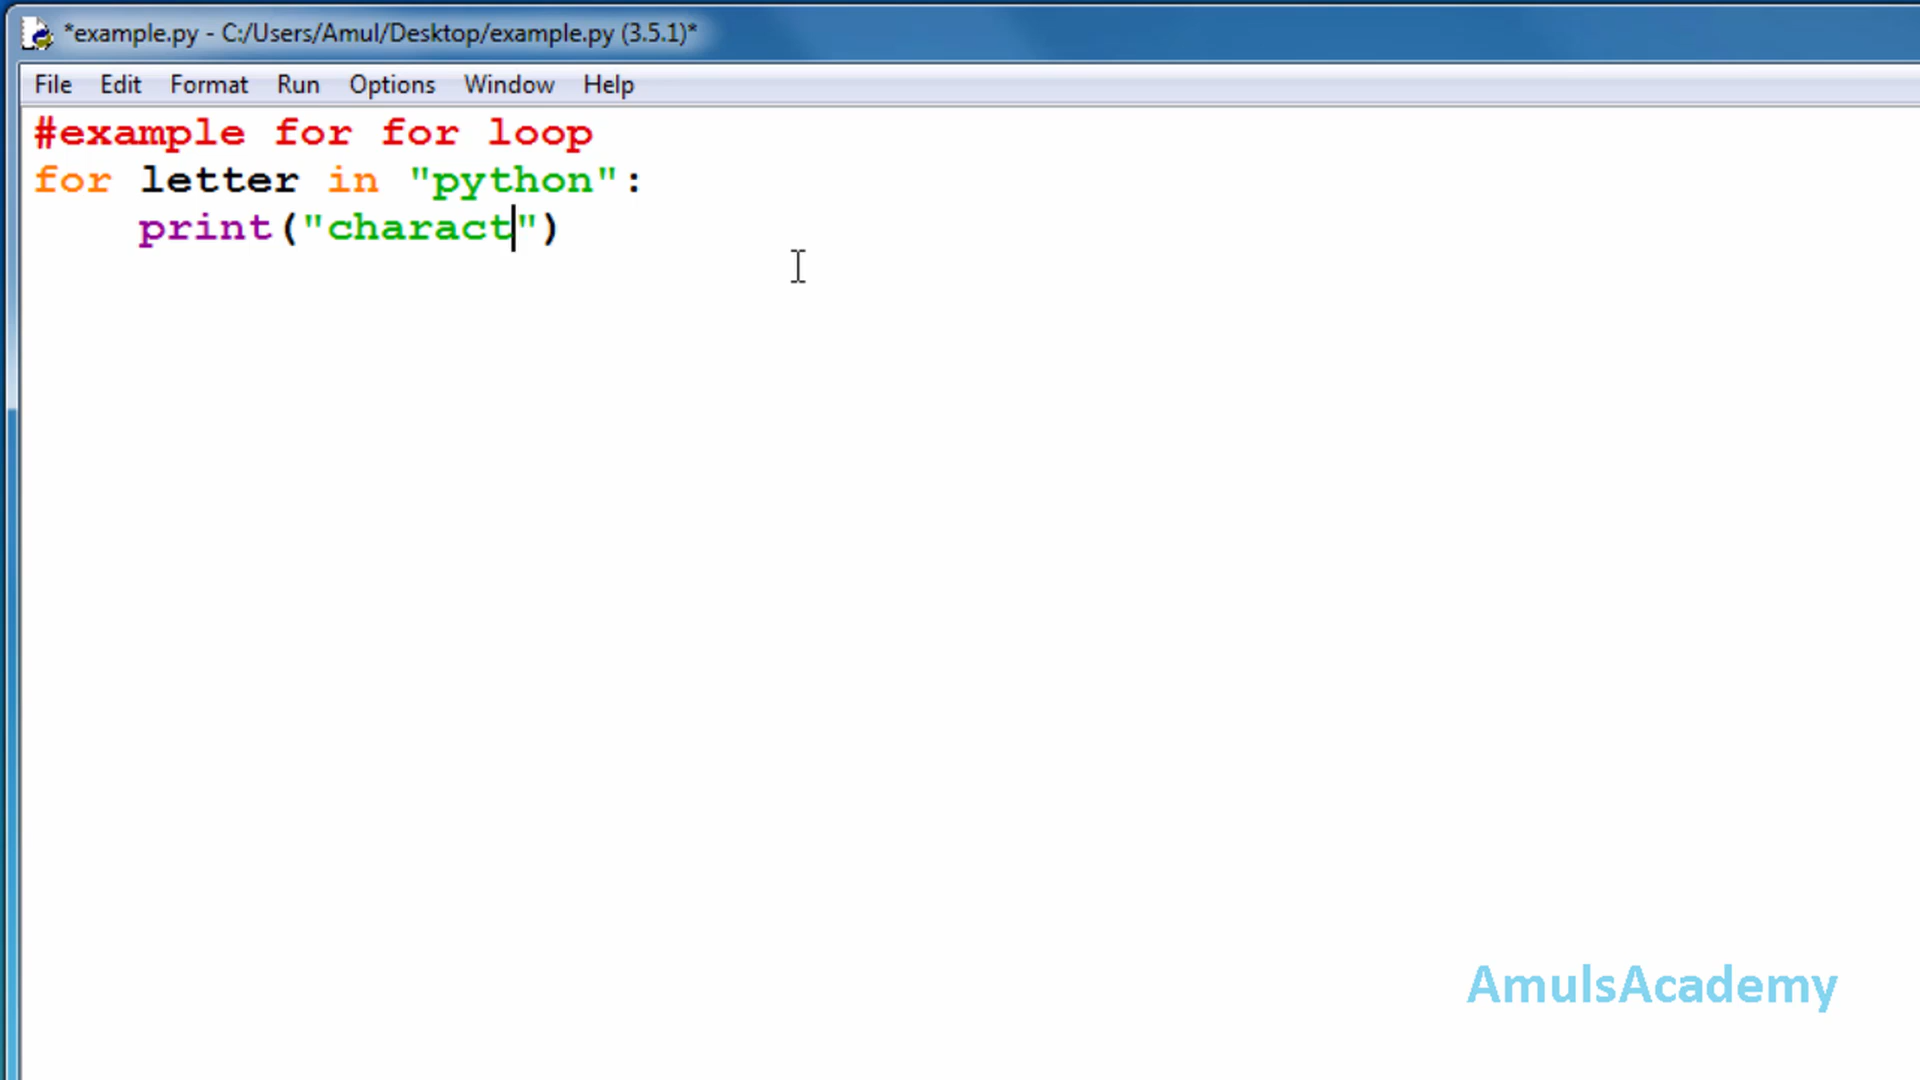 *example.py - C:/Users/Amul/Desktop/example.py (3.5.1)*
File Edit Format Run Options Window Help
#example for for loop
for letter in "python":
    print("charact")
AmulsAcademy